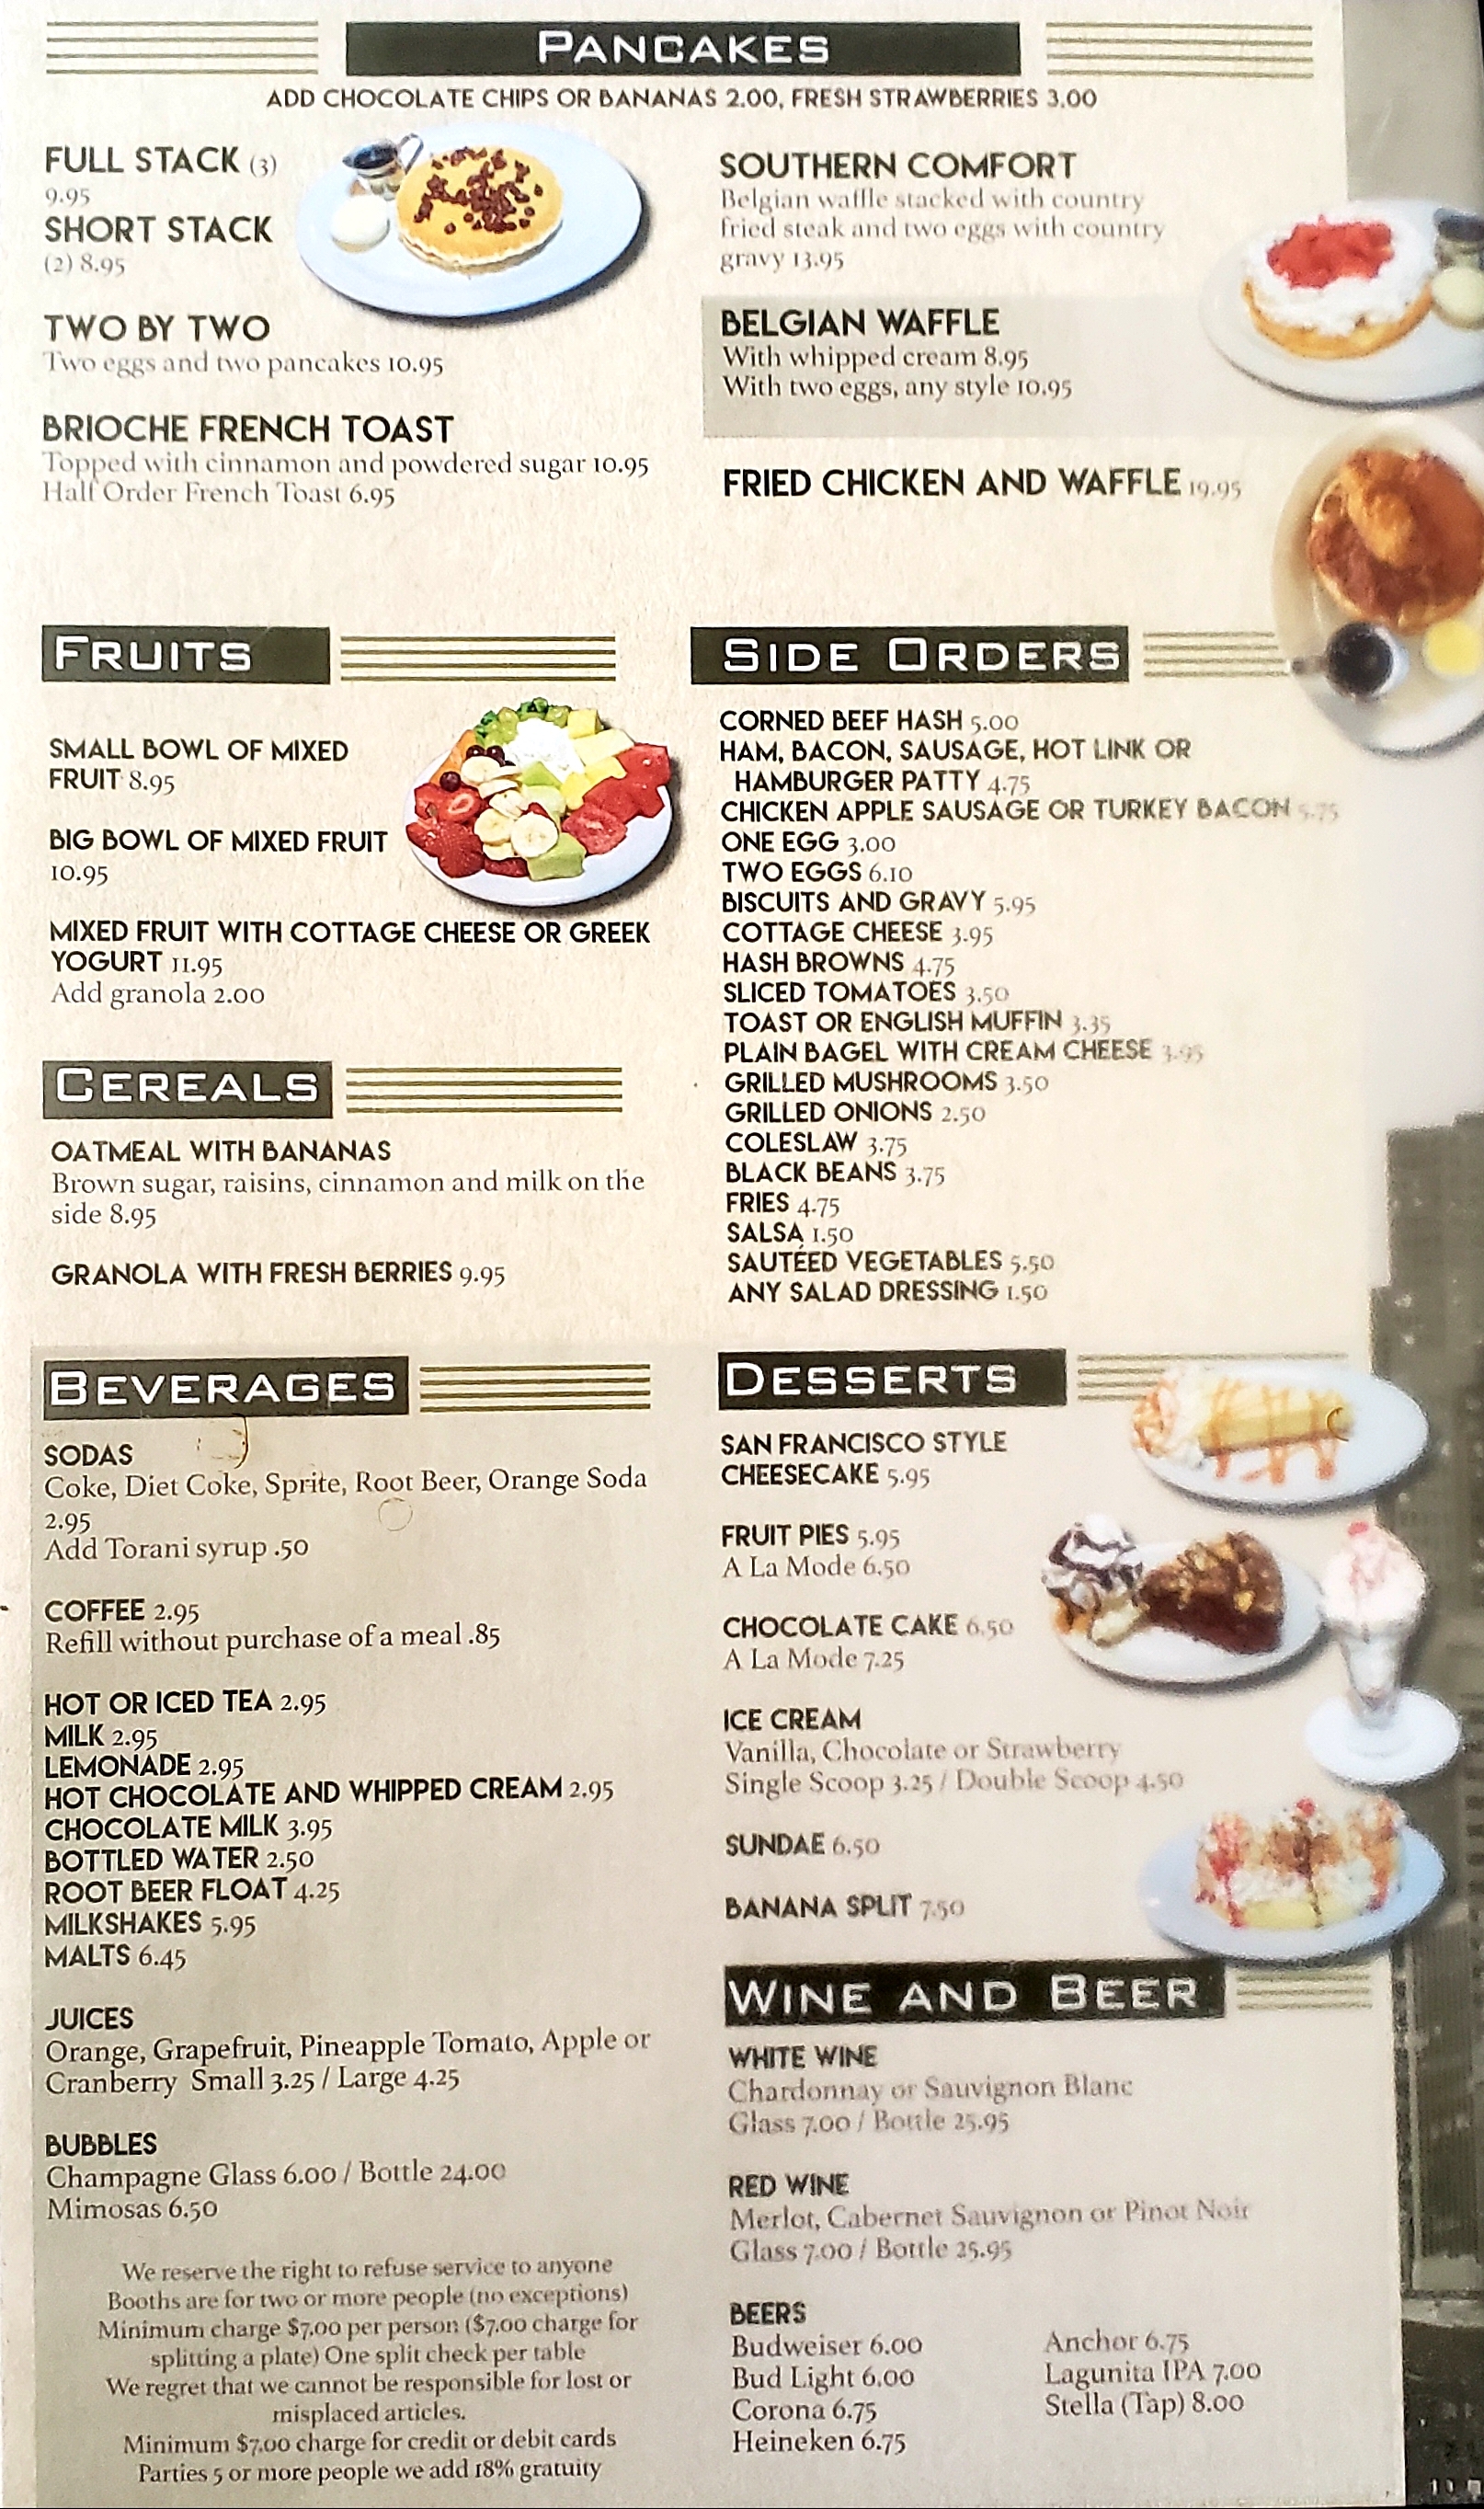 PANCAKES
ADD CHOCOLATE CHIPS OR BANANAS 2.00, FRESH STRAWBERRIES 3.00
FULL STACK (3)
9.95
SHORT STACK
(2) 8.95
TWO BY TWO
Two eggs and two pancakes 10.95
BRIOCHE FRENCH TOAST
Topped with cinnamon and powdered sugar 10.95
Half Order French Toast 6.95
SOUTHERN COMFORT
Belgian waffle stacked with country
fried steak and two eggs with country
gravy 13.95
BELGIAN WAFFLE
With whipped cream 8.95
With two eggs, any style 10.95
FRIED CHICKEN AND WAFFLE 19.95
FRUITS
SMALL BOWL OF MIXED
FRUIT 8.95
BIG BOWL OF MIXED FRUIT
10.95
MIXED FRUIT WITH COTTAGE CHEESE OR GREEK
YOGURT 11.95
Add granola 2.00
CEREALS
OATMEAL WITH BANANAS
Brown sugar, raisins, cinnamon and milk on the
side 8.95
GRANOLA WITH FRESH BERRIES 9.95
SIDE ORDERS
CORNED BEEF HASH 5.00
HAM, BACON, SAUSAGE, HOT LINK OR
HAMBURGER PATTY 4.75
CHICKEN APPLE SAUSAGE OR TURKEY BACON 5.75
ONE EGG 3.00
TWO EGGS 6.10
BISCUITS AND GRAVY 5.95
COTTAGE CHEESE 3.95
HASH BROWNS 4.75
SLICED TOMATOES 3.50
TOAST OR ENGLISH MUFFIN 3.35
PLAIN BAGEL WITH CREAM CHEESE 3.95
GRILLED MUSHROOMS 3.50
GRILLED ONIONS 2.50
COLESLAW 3.75
BLACK BEANS 3.75
FRIES 4.75
SALSA 1.50
SAUTÉED VEGETABLES 5.50
ANY SALAD DRESSING 1.50
BEVERAGES
SODAS
Coke, Diet Coke, Sprite, Root Beer, Orange Soda
2.95
Add Torani syrup .50
COFFEE 2.95
Refill without purchase of a meal .85
HOT OR ICED TEA 2.95
MILK 2.95
LEMONADE 2.95
HOT CHOCOLATE AND WHIPPED CREAM 2.95
CHOCOLATE MILK 3.95
BOTTLED WATER 2.50
ROOT BEER FLOAT 4.25
MILKSHAKES 5.95
MALTS 6.45
JUICES
Orange, Grapefruit, Pineapple Tomato, Apple or
Cranberry Small 3.25 / Large 4.25
BUBBLES
Champagne Glass 6.00 / Bottle 24.00
Mimosas 6.50
We reserve the right to refuse service to anyone
Booths are for two or more people (no exceptions)
Minimum charge $7.00 per person ($7.00 charge for
splitting a plate) One split check per table
We regret that we cannot be responsible for lost or
misplaced articles.
Minimum $7.00 charge for credit or debit cards
Parties 5 or more people we add 18% gratuity
DESSERTS
SAN FRANCISCO STYLE
CHEESECAKE 5.95
FRUIT PIES 5.95
A La Mode 6.50
CHOCOLATE CAKE 6.50
A La Mode 7.25
ICE CREAM
Vanilla, Chocolate or Strawberry
Single Scoop 3.25 / Double Scoop 4.50
SUNDAE 6.50
BANANA SPLIT 7.50
WINE AND BEER
WHITE WINE
Chardonnay or Sauvignon Blanc
Glass 7.00 / Bottle 25.95
RED WINE
Merlot, Cabernet Sauvignon or Pinot Noir
Glass 7.00 / Bottle 25.95
BEERS
Budweiser 6.00
Bud Light 6.00
Corona 6.75
Heineken 6.75
Anchor 6.75
Lagunita IPA 7.00
Stella (Tap) 8.00